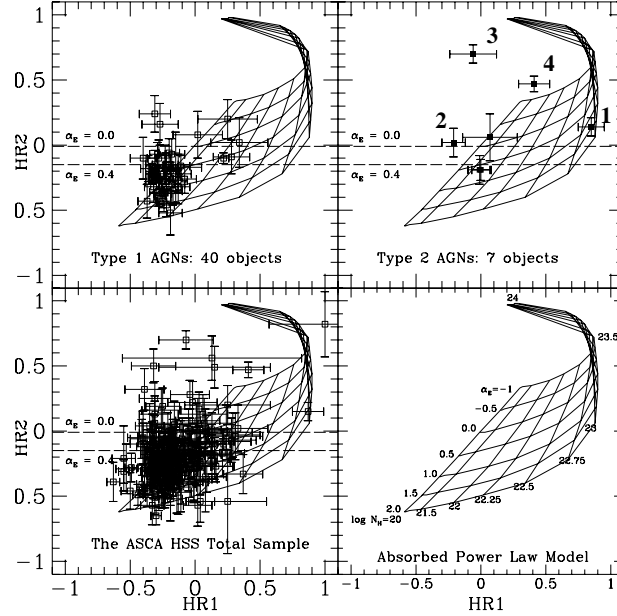 1
0.5
0
0.5
1
HR2
α_E = 0.0
α_E = 0.4
Type 1 AGNs: 40 objects
3
4
1
2
α_E = 0.0
α_E = 0.4
Type 2 AGNs: 7 objects
1
0.5
0
0.5
1
HR2
α_E = 0.0
α_E = 0.4
The ASCA HSS Total Sample
−1
−0.5
0
0.5
1
HR1
24
23.5
α_E=−1
−0.5
0.0
0.5
1.0
1.5
2.0
log N_H=20
21.5
22
22.25
22.5
22.75
23
Absorbed Power Law Model
−1
−0.5
0
0.5
1
HR1